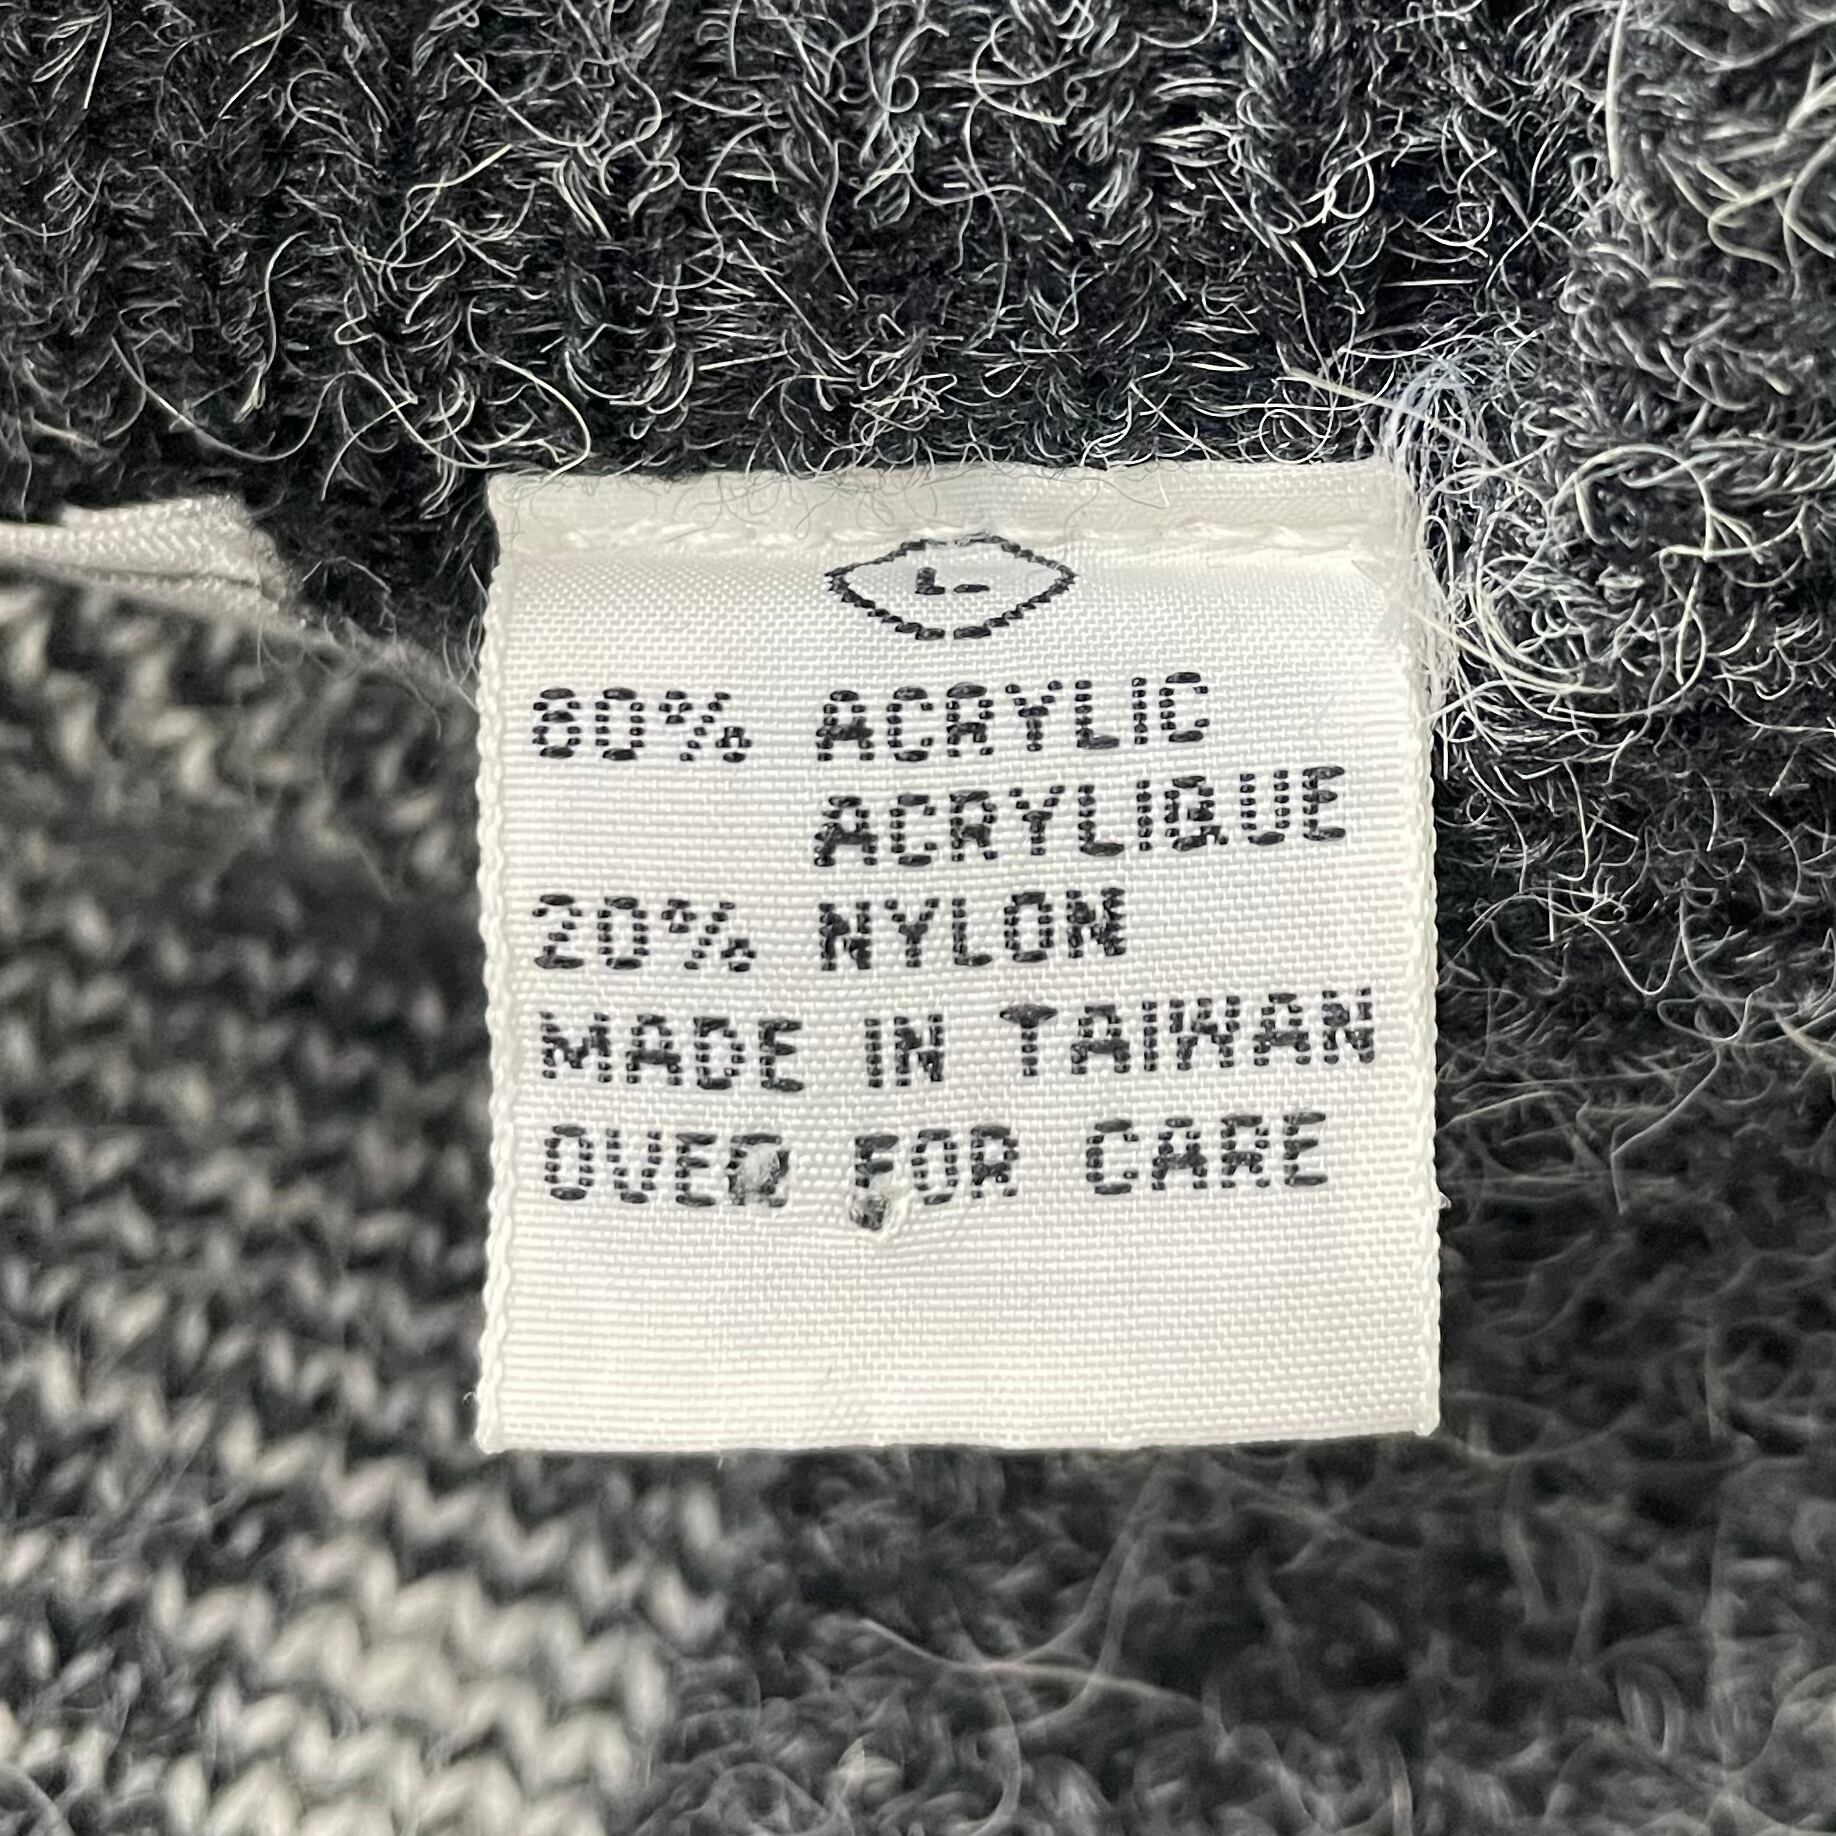 L
80% ACRYLIC
ACRYLIQUE
20% NYLON
MADE IN TAIWAN
OVER FOR CARE